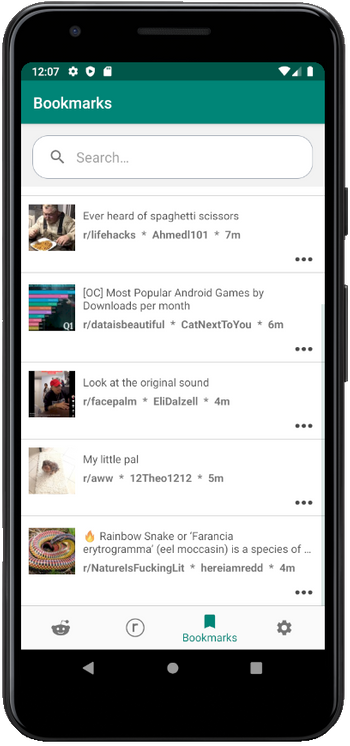 12:07
Bookmarks
Search...
Ever heard of spaghetti scissors
r/lifehacks * Ahmedl101 * 7m
[OC] Most Popular Android Games by
Downloads per month
Q1
r/dataisbeautiful * CatNextToYou * 6m
Look at the original sound
r/facepalm * EliDalzell * 4m
My little pal
r/aww * 12Theo1212 * 5m
🔥 Rainbow Snake or 'Farancia
erytrogramma' (eel moccasin) is a species of ...
r/NatureIsFuckingLit * hereiamredd * 4m
r
Bookmarks